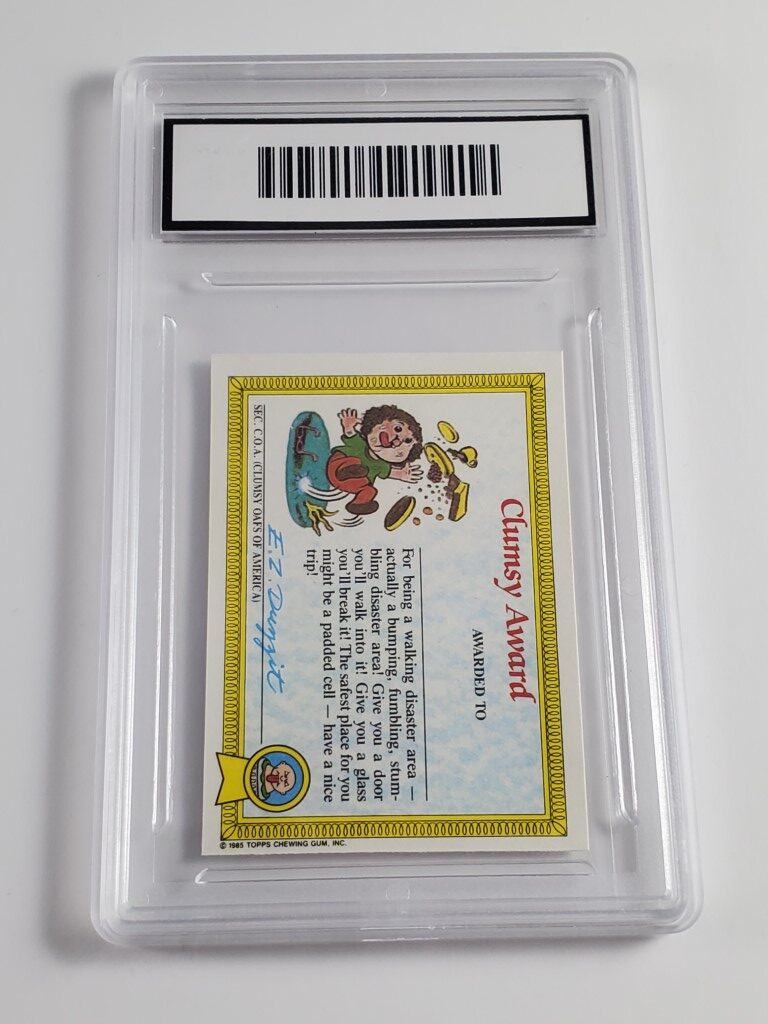 Clumsy Award
AWARDED TO
For being a walking disaster area —
actually a bumping, fumbling, stum-
bling disaster area! Give you a door
you'll walk into it! Give you a glass
you'll break it! The safest place for you
might be a padded cell — have a nice
trip!
E.Z. Duzzit
SEC. C.O.A. (CLUMSY OAFS OF AMERICA)
© 1985 TOPPS CHEWING GUM, INC.